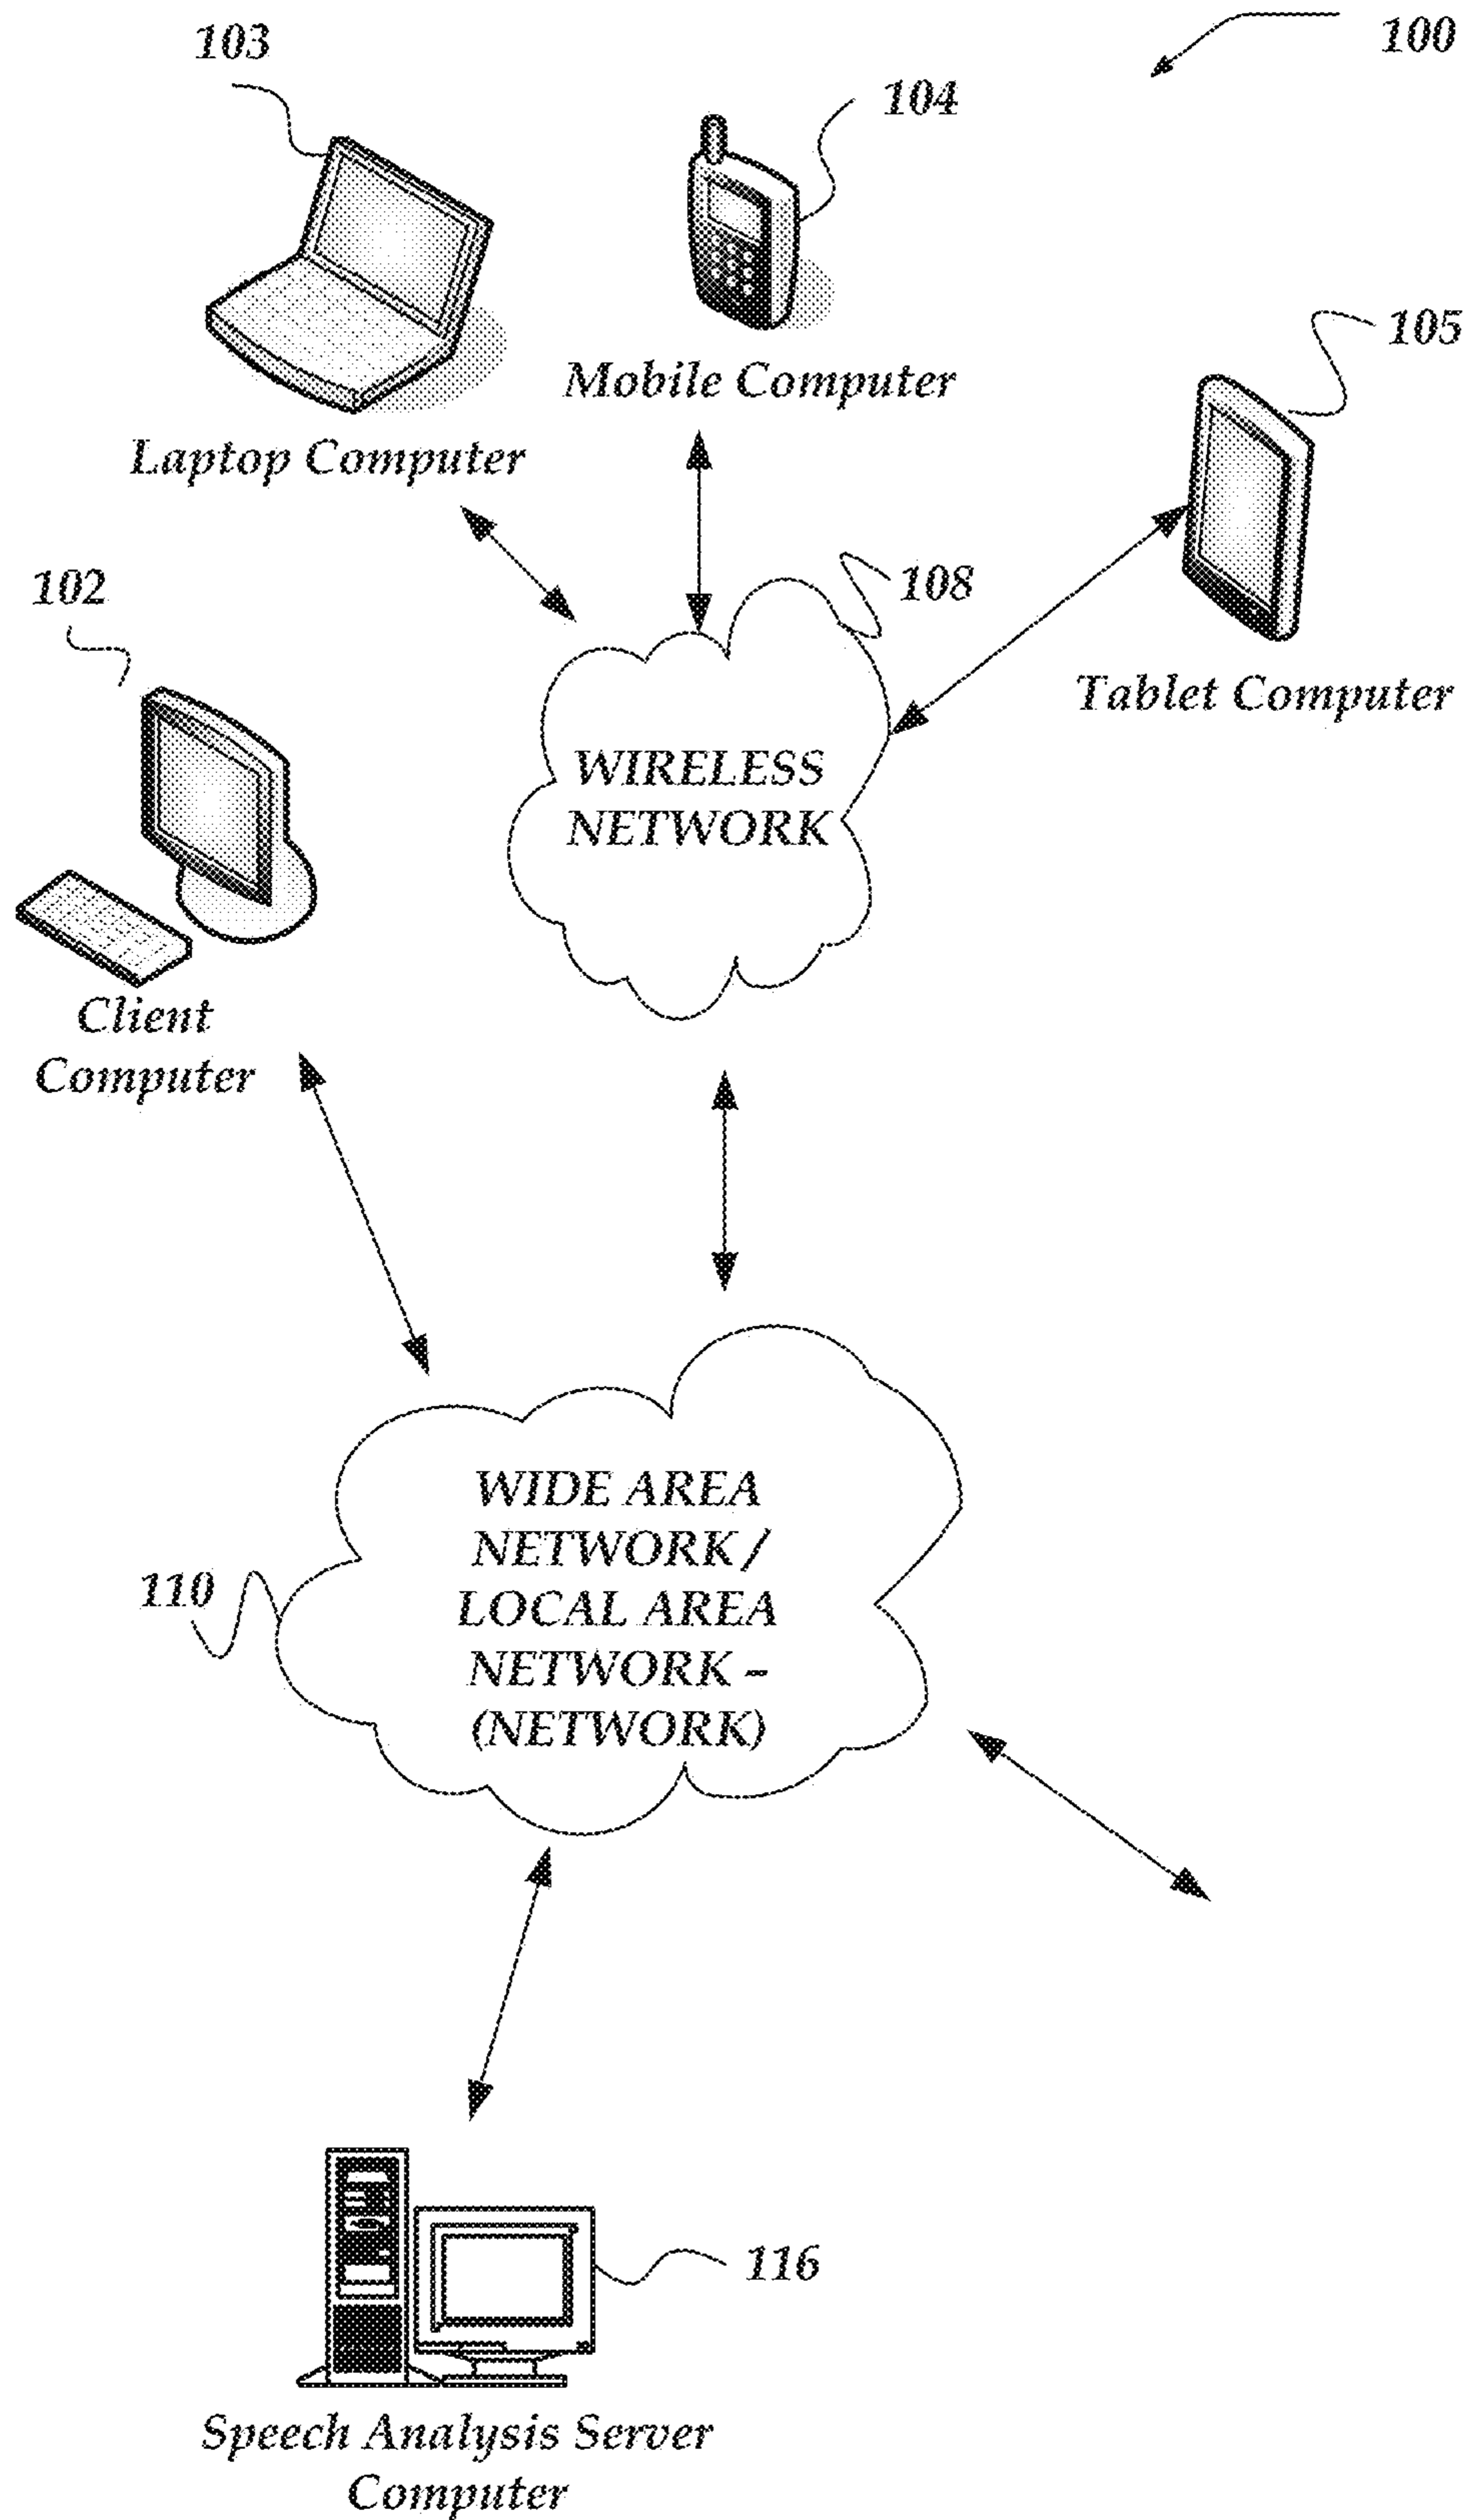 103
100
104
105
Mobile Computer
Laptop Computer
102
108
Tablet Computer
WIRELESS
NETWORK
Client
Computer
WIDE AREA
NETWORK /
LOCAL AREA
NETWORK –
(NETWORK)
110
116
Speech Analysis Server
Computer